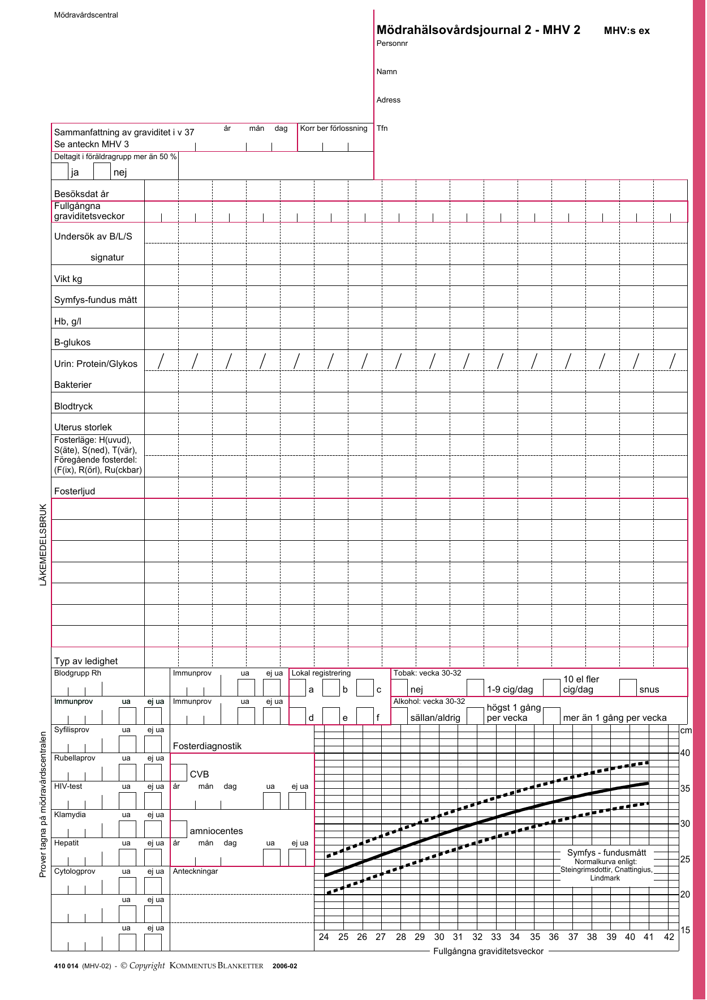 Mödravårdscentral
Mödrahälsovårdsjournal 2 - MHV 2 MHV:s ex
Personnr
Namn
Adress
Tfn
Sammanfattning av graviditet i v 37 år mån dag Korr ber förlossning
Se anteckn MHV 3
Deltagit i föräldragrupp mer än 50 %
ja nej
Besöksdat år
Fullgångna
graviditetsveckor
Undersök av B/L/S
signatur
Vikt kg
Symfys-fundus mått
Hb, g/l
B-glukos
Urin: Protein/Glykos / / / / / / / / / / / / / / / /
Bakterier
Blodtryck
Uterus storlek
Fosterläge: H(uvud),
S(äte), S(ned), T(vär),
Föregående fosterdel:
(F(ix), R(örl), Ru(ckbar)
Fosterljud
LÄKEMEDELSBRUK
Typ av ledighet
Blodgrupp Rh Immunprov ua ej ua Lokal registrering Tobak: vecka 30-32
a b c nej 1-9 cig/dag 10 el fler
cig/dag snus
Immunprov ua ej ua Immunprov ua ej ua Alkohol: vecka 30-32
d e f sällan/aldrig högst 1 gång
per vecka mer än 1 gång per vecka
Prover tagna på mödravårdscentralen
Syfilisprov ua ej ua
Fosterdiagnostik
Rubellaprov ua ej ua
CVB
HIV-test ua ej ua år mån dag ua ej ua
Klamydia ua ej ua
amniocentes
Hepatit ua ej ua år mån dag ua ej ua
Cytologprov ua ej ua Anteckningar
ua ej ua
ua ej ua
cm
40
35
30
25
20
15
Symfys - fundusmått
Normalkurva enligt:
Steingrimsdottir, Cnattingius,
Lindmark
24 25 26 27 28 29 30 31 32 33 34 35 36 37 38 39 40 41 42
Fullgångna graviditetsveckor
410 014 (MHV-02) - © Copyright KOMMENTUS BLANKETTER 2006-02